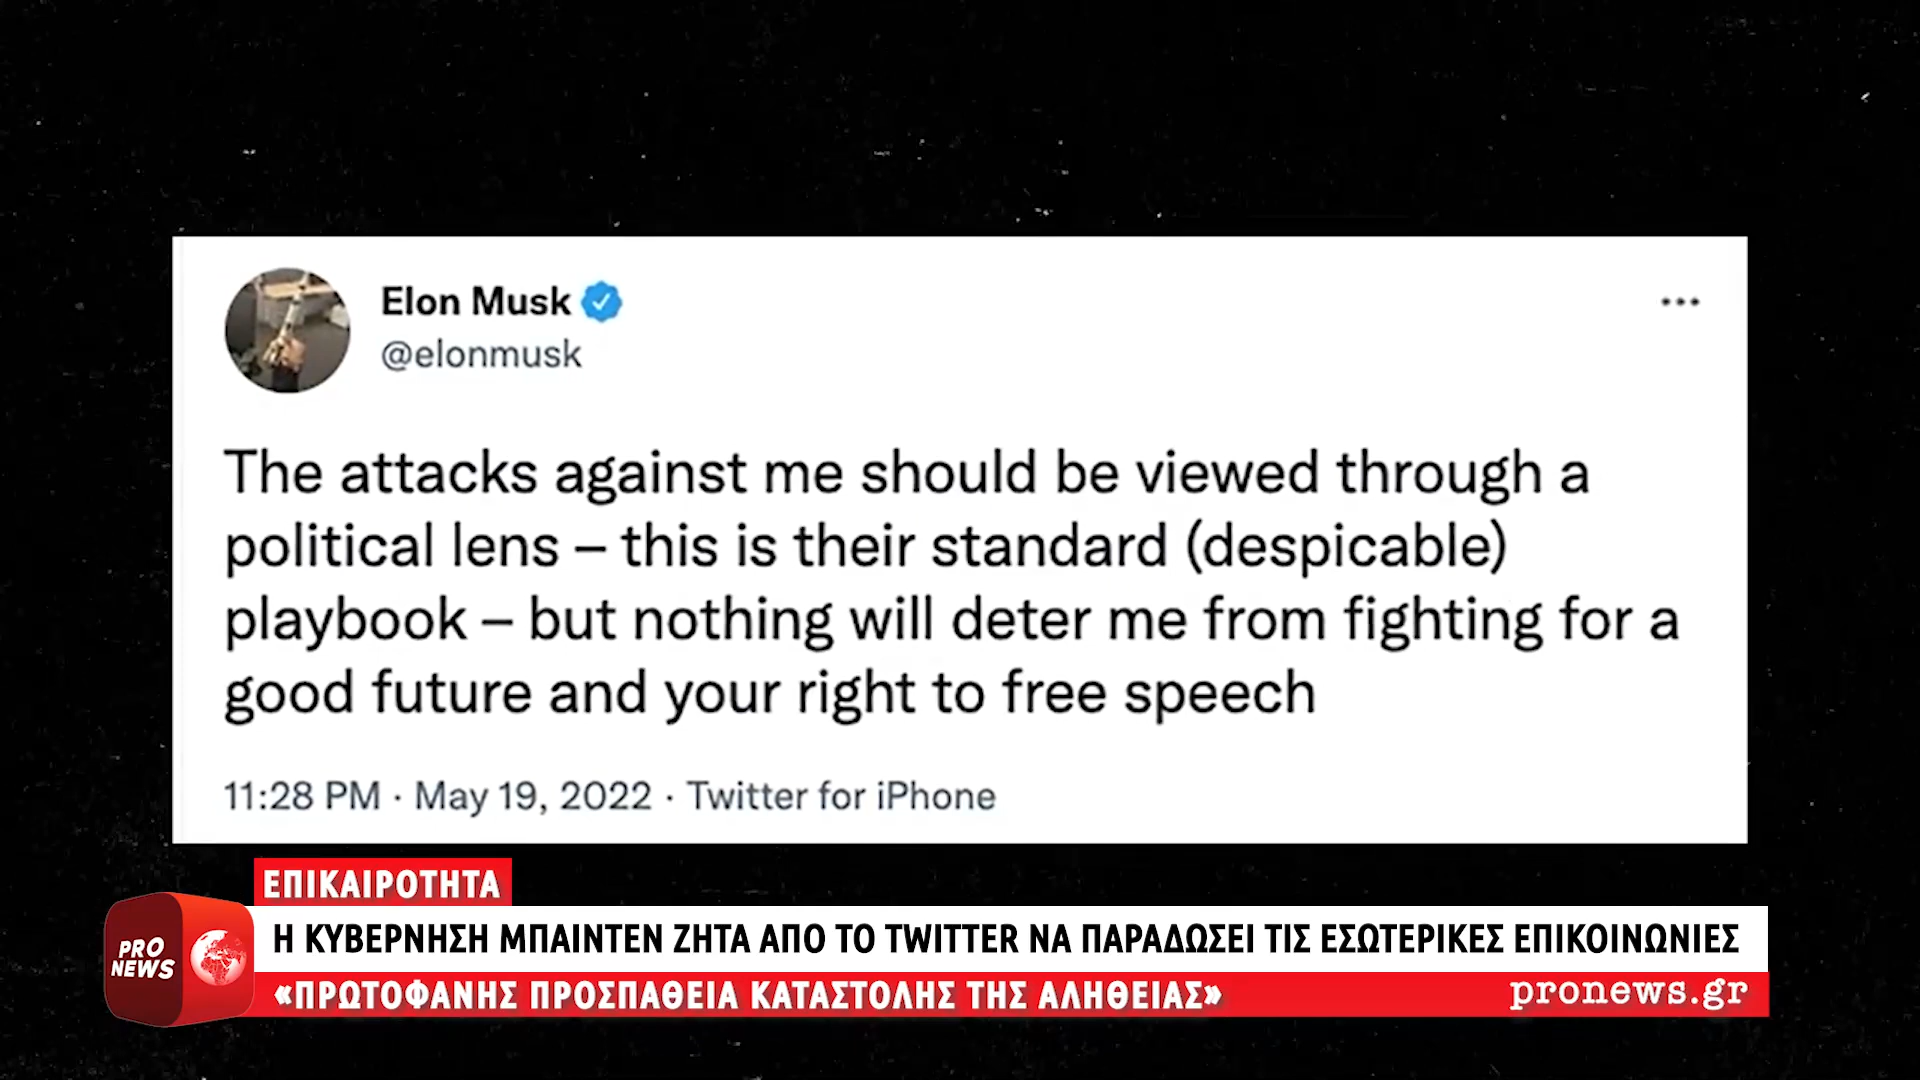 Elon Musk
@elonmusk
The attacks against me should be viewed through a
political lens – this is their standard (despicable)
playbook – but nothing will deter me from fighting for a
good future and your right to free speech
11:28 PM · May 19, 2022 · Twitter for iPhone
ΕΠΙΚΑΙΡΟΤΗΤΑ
PRO
NEWS
Η ΚΥΒΕΡΝΗΣΗ ΜΠΑΙΝΤΕΝ ΖΗΤΑ ΑΠΟ ΤΟ TWITTER ΝΑ ΠΑΡΑΔΩΣΕΙ ΤΙΣ ΕΣΩΤΕΡΙΚΕΣ ΕΠΙΚΟΙΝΩΝΙΕΣ
«ΠΡΩΤΟΦΑΝΗΣ ΠΡΟΣΠΑΘΕΙΑ ΚΑΤΑΣΤΟΛΗΣ ΤΗΣ ΑΛΗΘΕΙΑΣ»
pronews.gr